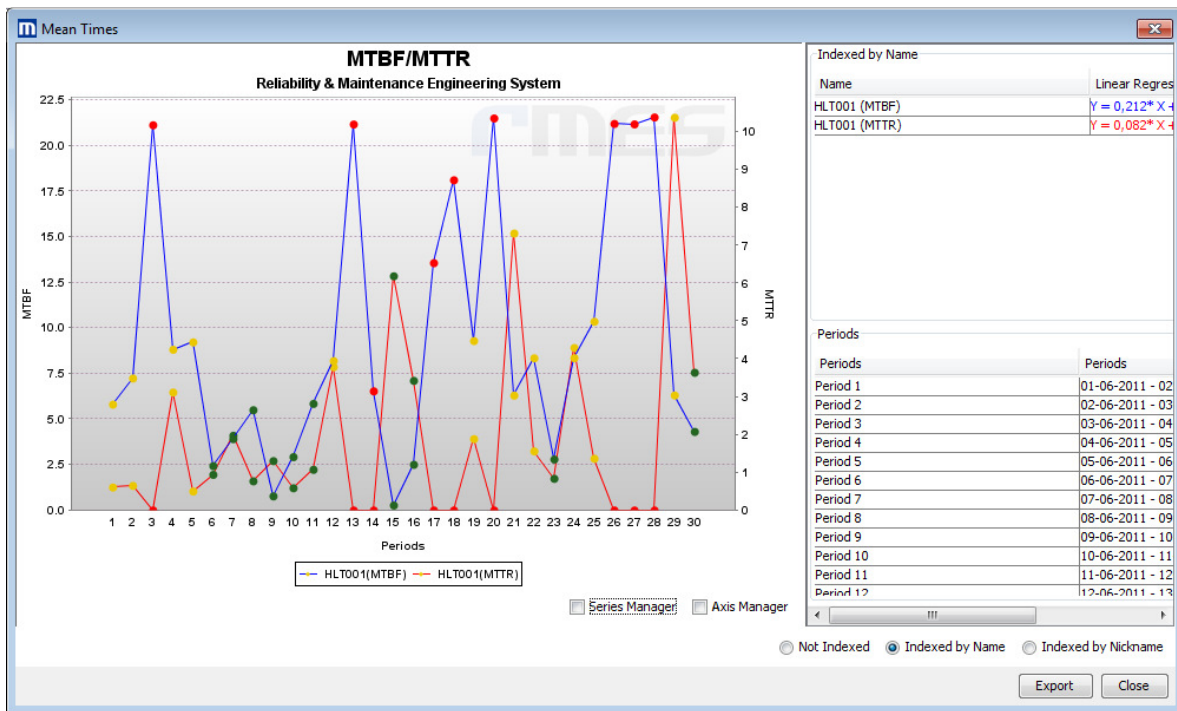 m Mean Times
MTBF/MTTR
Reliability & Maintenance Engineering System
rmes
22.5
20.0
17.5
15.0
12.5
10.0
7.5
5.0
2.5
0.0
MTBF
10
9
8
7
6
5
4
3
2
1
0
MTTR
1 2 3 4 5 6 7 8 9 10 11 12 13 14 15 16 17 18 19 20 21 22 23 24 25 26 27 28 29 30
Periods
HLT001(MTBF) HLT001(MTTR)
Series Manager Axis Manager
Indexed by Name
Name Linear Regres
HLT001 (MTBF) Y = 0,212* X +
HLT001 (MTTR) Y = 0,082* X +
Periods
Periods Periods
Period 1 01-06-2011 - 02
Period 2 02-06-2011 - 03
Period 3 03-06-2011 - 04
Period 4 04-06-2011 - 05
Period 5 05-06-2011 - 06
Period 6 06-06-2011 - 07
Period 7 07-06-2011 - 08
Period 8 08-06-2011 - 09
Period 9 09-06-2011 - 10
Period 10 10-06-2011 - 11
Period 11 11-06-2011 - 12
Period 12 12-06-2011 - 13
Not Indexed Indexed by Name Indexed by Nickname
Export Close